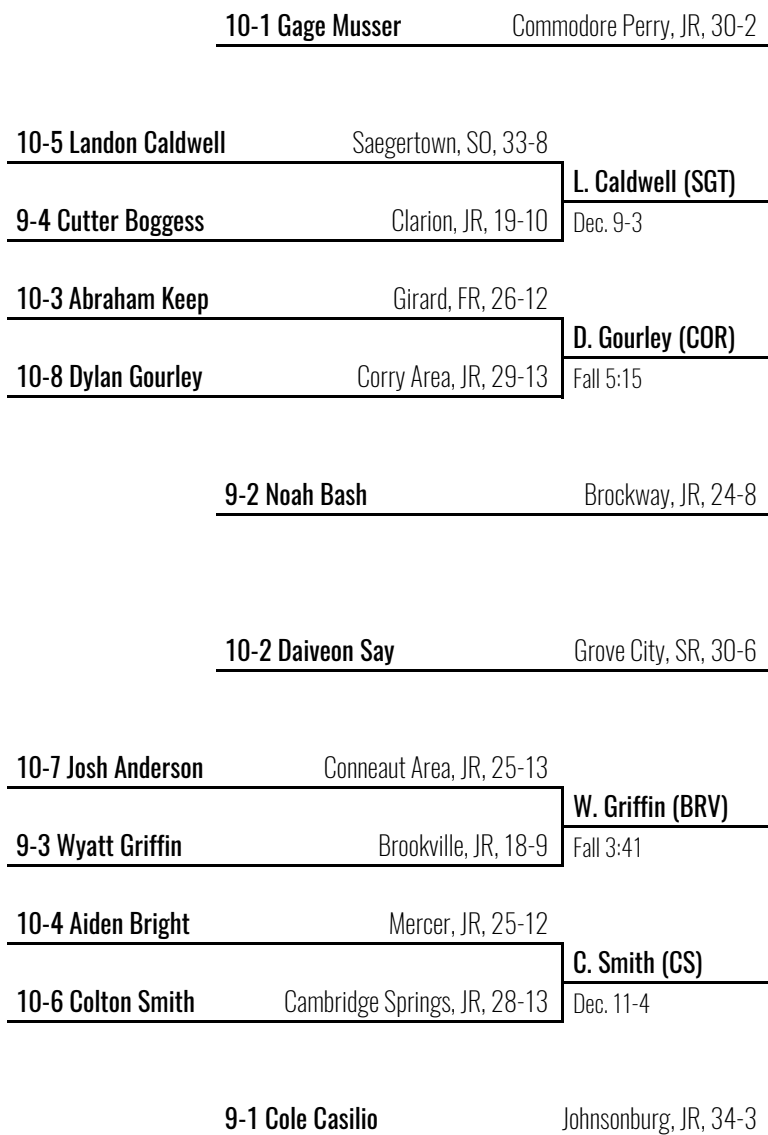 10-1 Gage Musser Commodore Perry, JR, 30-2
10-5 Landon Caldwell Saegertown, SO, 33-8
L. Caldwell (SGT)
9-4 Cutter Boggess Clarion, JR, 19-10
Dec. 9-3
10-3 Abraham Keep Girard, FR, 26-12
D. Gourley (COR)
10-8 Dylan Gourley Corry Area, JR, 29-13
Fall 5:15
9-2 Noah Bash Brockway, JR, 24-8
10-2 Daiveon Say Grove City, SR, 30-6
10-7 Josh Anderson Conneaut Area, JR, 25-13
W. Griffin (BRV)
9-3 Wyatt Griffin Brookville, JR, 18-9
Fall 3:41
10-4 Aiden Bright Mercer, JR, 25-12
C. Smith (CS)
10-6 Colton Smith Cambridge Springs, JR, 28-13
Dec. 11-4
9-1 Cole Casilio Johnsonburg, JR, 34-3